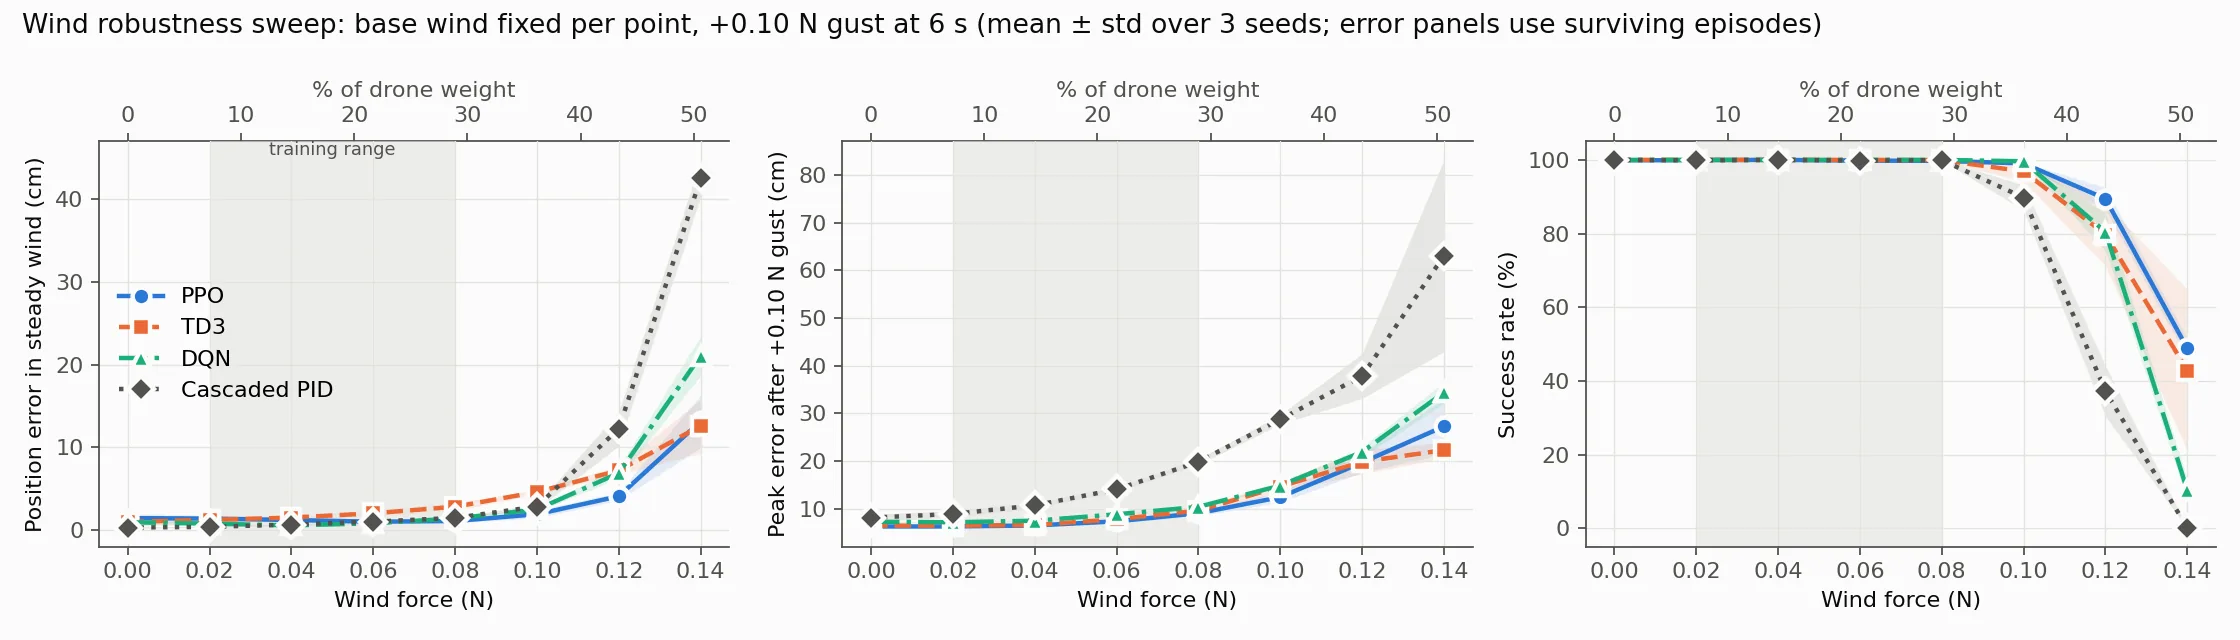 Wind robustness sweep: base wind fixed per point, +0.10 N gust at 6 s (mean ± std over 3 seeds; error panels use surviving episodes)
% of drone weight
0 10 20 30 40 50
training range
Position error in steady wind (cm)
40
30
20
10
0
PPO
TD3
DQN
Cascaded PID
0.00 0.02 0.04 0.06 0.08 0.10 0.12 0.14
Wind force (N)
% of drone weight
0 10 20 30 40 50
Peak error after +0.10 N gust (cm)
80
70
60
50
40
30
20
10
0.00 0.02 0.04 0.06 0.08 0.10 0.12 0.14
Wind force (N)
% of drone weight
0 10 20 30 40 50
Success rate (%)
100
80
60
40
20
0
0.00 0.02 0.04 0.06 0.08 0.10 0.12 0.14
Wind force (N)